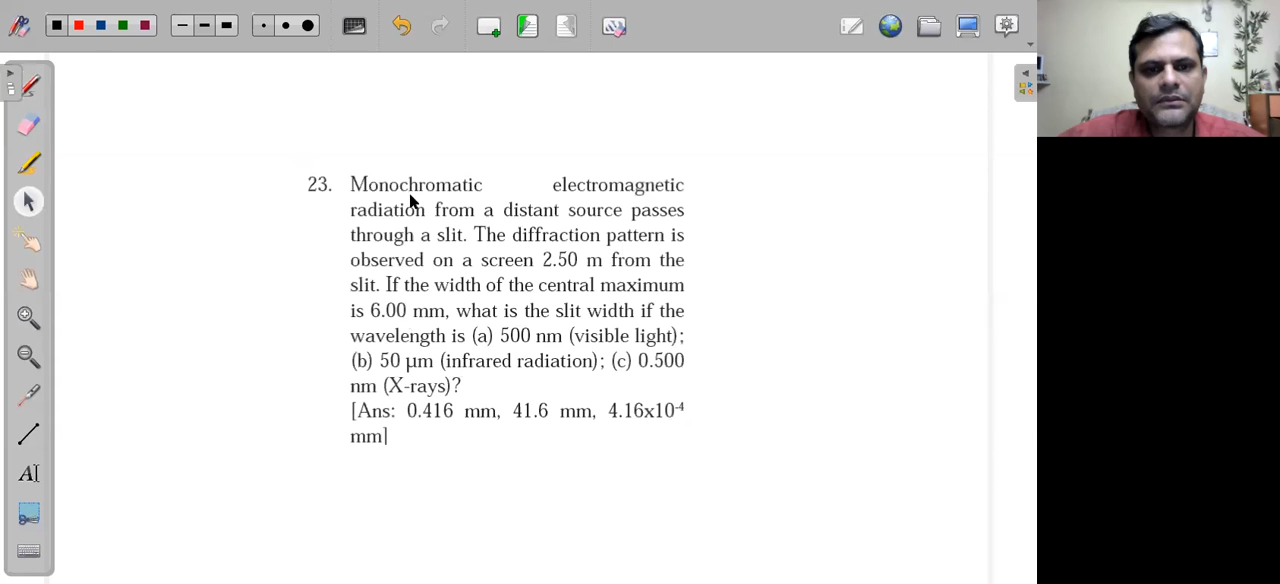 23. Monochromatic electromagnetic
radiation from a distant source passes
through a slit. The diffraction pattern is
observed on a screen 2.50 m from the
slit. If the width of the central maximum
is 6.00 mm, what is the slit width if the
wavelength is (a) 500 nm (visible light);
(b) 50 µm (infrared radiation); (c) 0.500
nm (X-rays)?
[Ans: 0.416 mm, 41.6 mm, 4.16x10⁻⁴
mm]